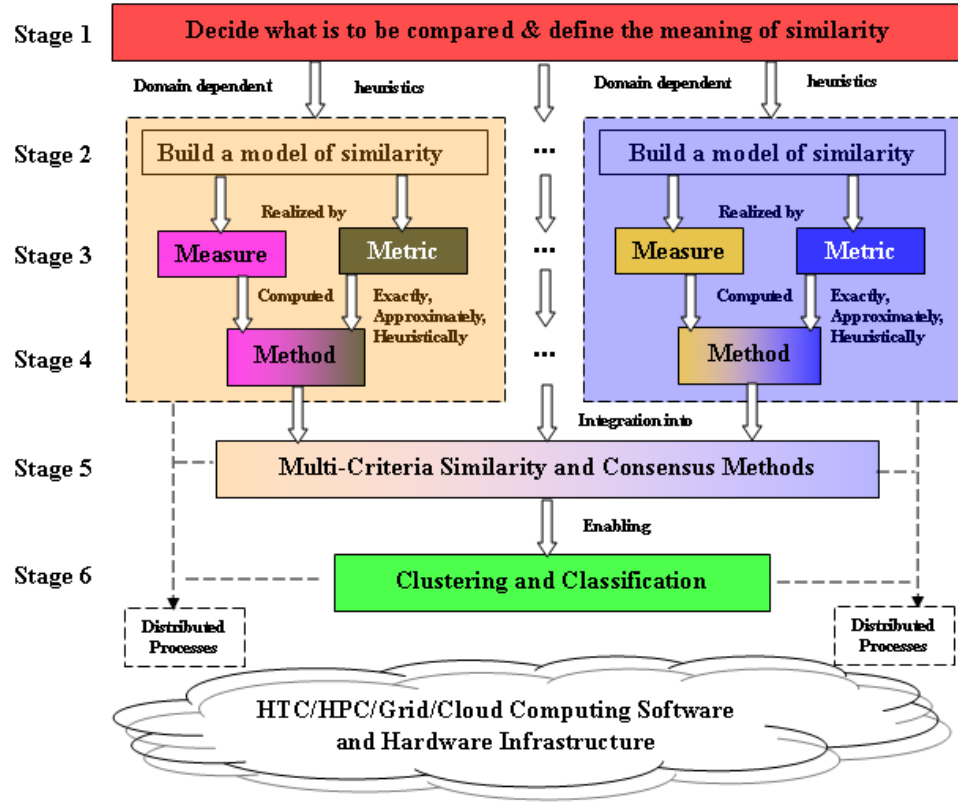 Stage 1
Decide what is to be compared & define the meaning of similarity
Domain dependent
heuristics
Domain dependent
heuristics
Stage 2
Build a model of similarity
...
Build a model of similarity
Realized by
Realized by
Stage 3
Measure
Metric
...
Measure
Metric
Computed
Exactly,
Approximately,
Heuristically
Computed
Exactly,
Approximately,
Heuristically
Stage 4
Method
...
Method
Integration into
Stage 5
Multi-Criteria Similarity and Consensus Methods
Enabling
Stage 6
Clustering and Classification
Distributed
Processes
Distributed
Processes
HTC/HPC/Grid/Cloud Computing Software
and Hardware Infrastructure